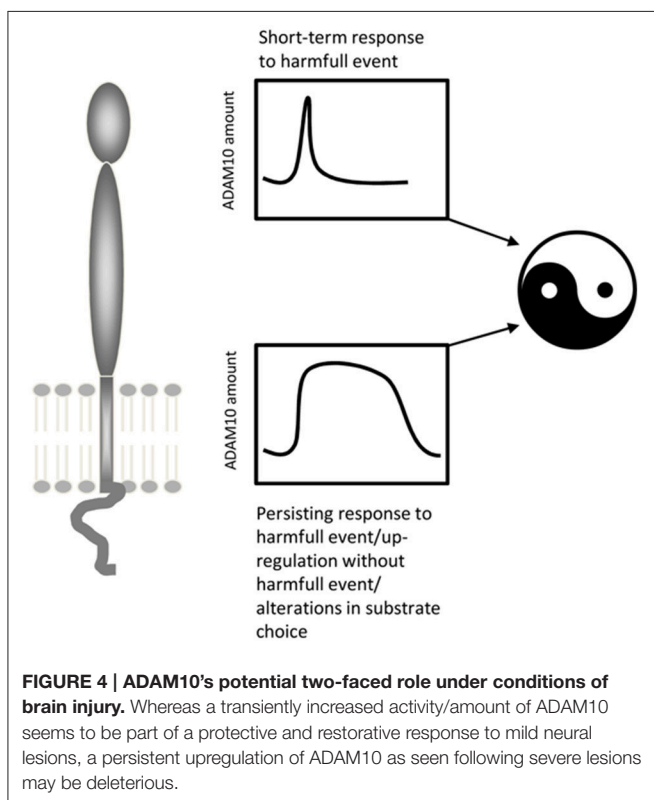 Short-term response
to harmfull event
ADAM10 amount
ADAM10 amount
Persisting response to
harmfull event/up-
regulation without
harmfull event/
alterations in substrate
choice
FIGURE 4 | ADAM10's potential two-faced role under conditions of
brain injury. Whereas a transiently increased activity/amount of ADAM10
seems to be part of a protective and restorative response to mild neural
lesions, a persistent upregulation of ADAM10 as seen following severe lesions
may be deleterious.